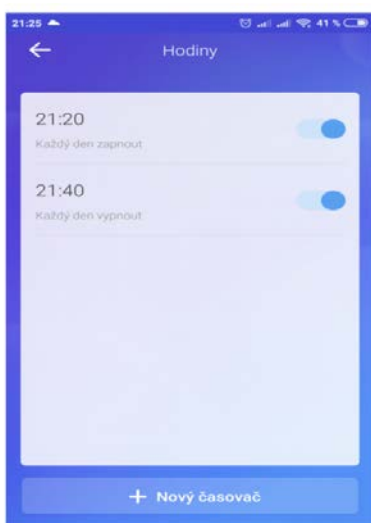 21:25 41 %
Hodiny
21:20
Každý den zapnout
21:40
Každý den vypnout
+ Nový časovač